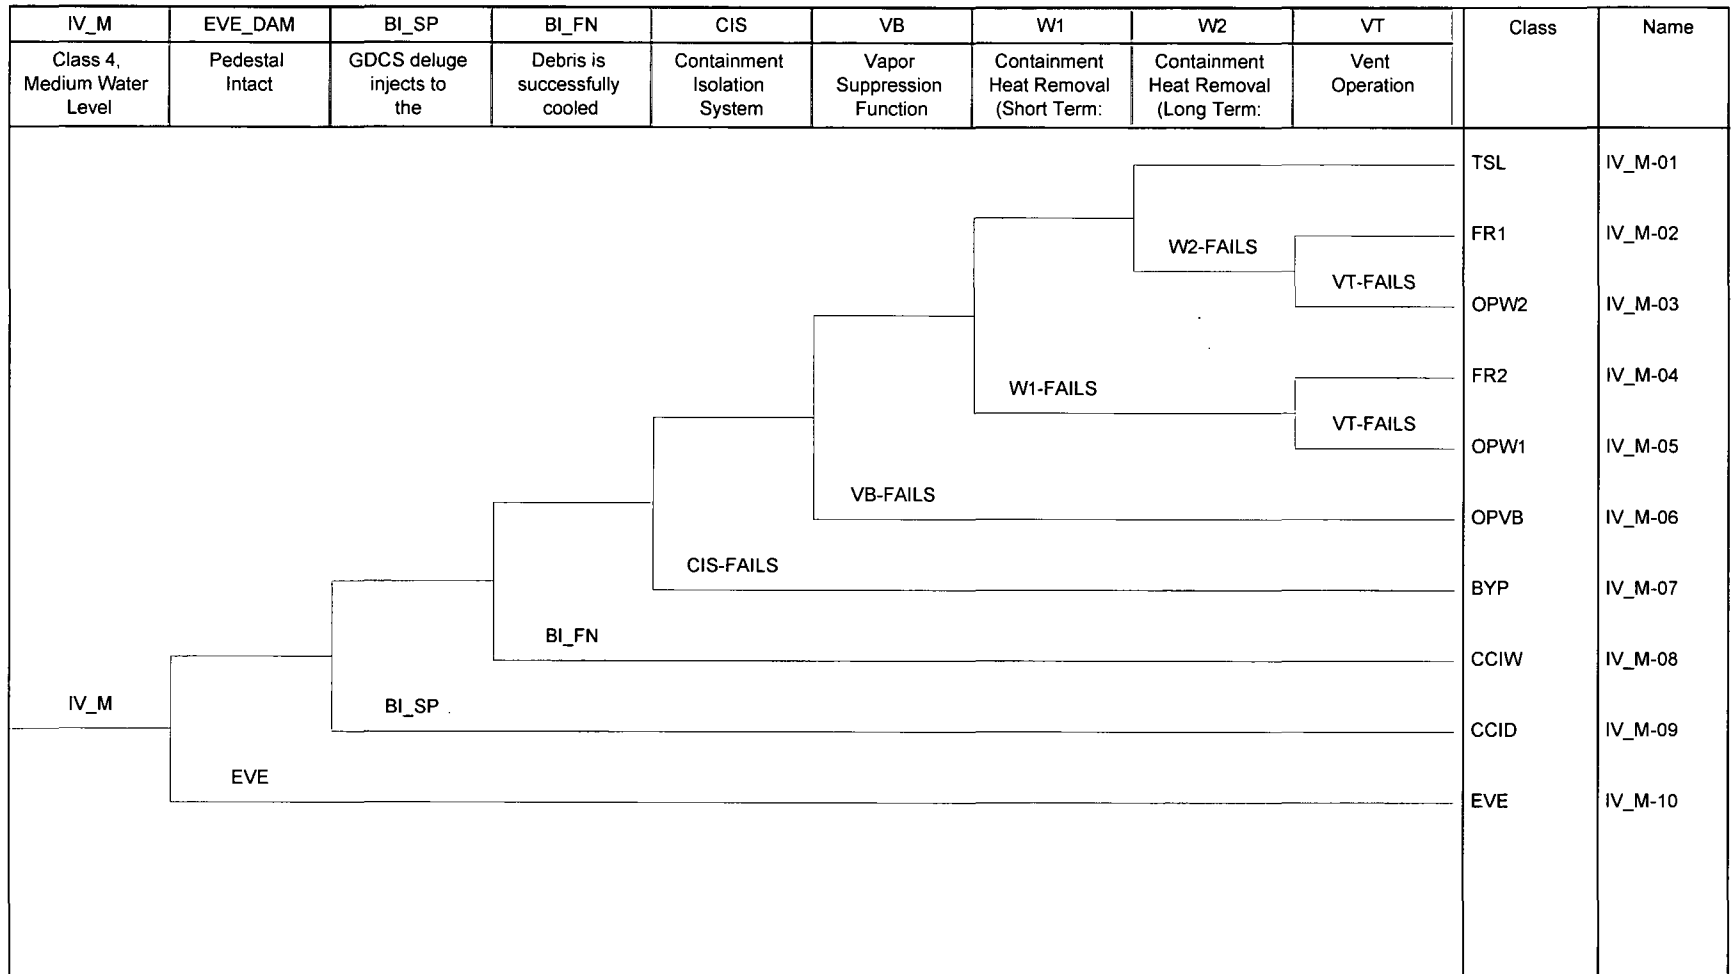 IV_M EVE_DAM BI_SP BI_FN CIS VB W1 W2 VT Class Name
Class 4, Pedestal GDCS deluge Debris is Containment Vapor Containment Containment Vent
Medium Water Intact injects to successfully Isolation Suppression Heat Removal Heat Removal Operation
Level the cooled System Function (Short Term: (Long Term:
TSL IV_M-01
W2-FAILS FR1 IV_M-02
VT-FAILS
OPW2 IV_M-03
W1-FAILS FR2 IV_M-04
VT-FAILS
OPW1 IV_M-05
VB-FAILS
OPVB IV_M-06
CIS-FAILS
BYP IV_M-07
BI_FN
CCIW IV_M-08
IV_M BI_SP
CCID IV_M-09
EVE
EVE IV_M-10